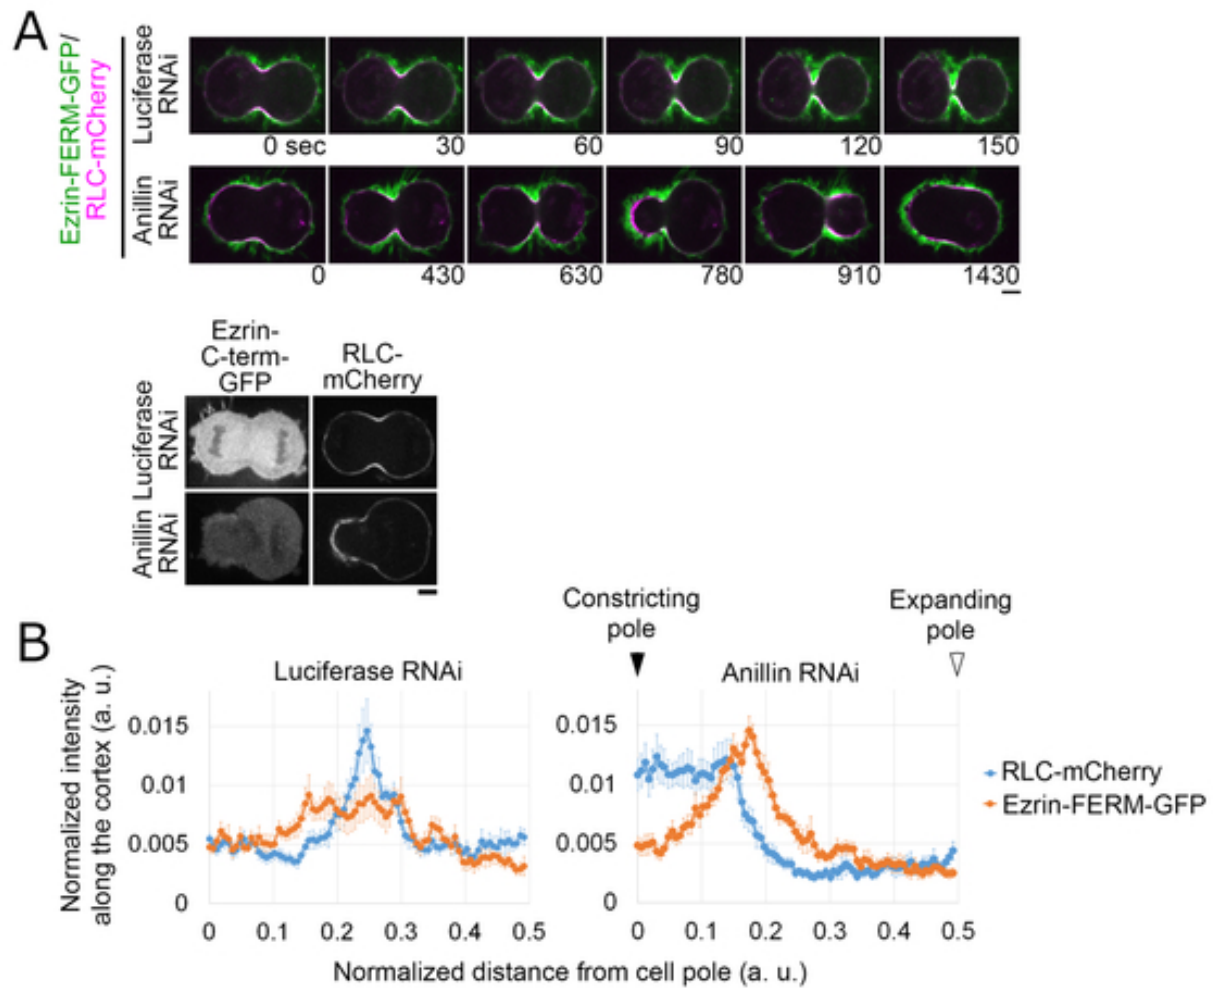 A
Ezrin-FERM-GFP/
RLC-mCherry
Luciferase
RNAi
0 sec
30
60
90
120
150
Anillin
RNAi
0
430
630
780
910
1430
Ezrin-
C-term-
GFP
RLC-
mCherry
Luciferase
RNAi
Anillin
RNAi
B
Constricting
pole
Expanding
pole
Luciferase RNAi
Anillin RNAi
Normalized intensity
along the cortex (a. u.)
0.015
0.01
0.005
0
0 0.1 0.2 0.3 0.4 0.5
0.015
0.01
0.005
0
0 0.1 0.2 0.3 0.4 0.5
RLC-mCherry
Ezrin-FERM-GFP
Normalized distance from cell pole (a. u.)